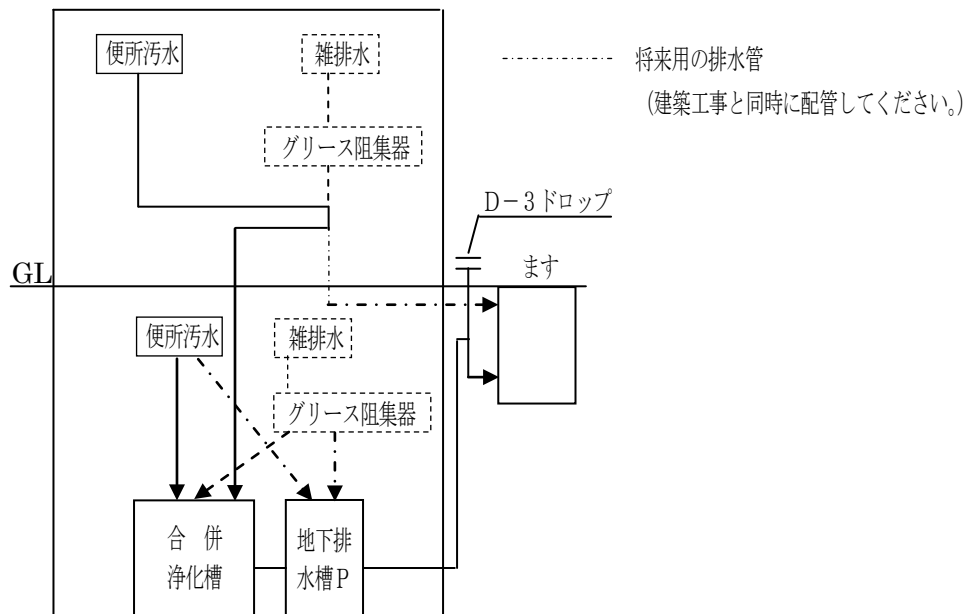 便所汚水
雑排水
将来用の排水管
(建築工事と同時に配管してください。)
グリース阻集器
D-3ドロップ
GL
ます
便所汚水
雑排水
グリース阻集器
合 併
浄化槽
地下排
水槽P